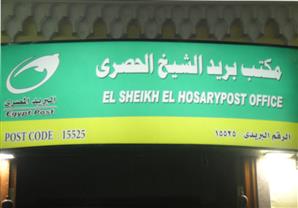 مكتب بريد الشيخ الحصرى
EL SHEIKH EL HOSARYPOST OFFICE
البريد المصرى
Egypt Post
POST CODE 15525
الرقم البريدى ١٥٥٢٥